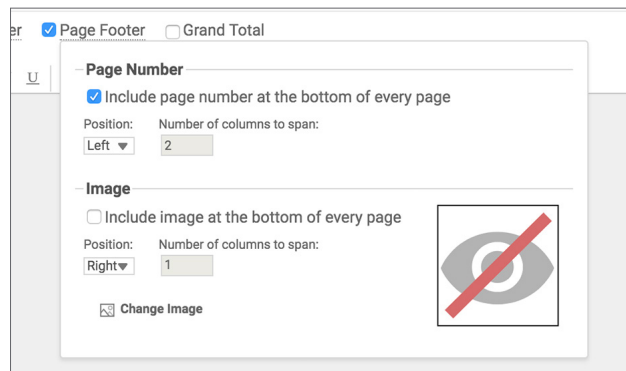 er Page Footer Grand Total
U
Page Number
Include page number at the bottom of every page
Position: Number of columns to span:
Left 2
Image
Include image at the bottom of every page
Position: Number of columns to span:
Right 1
Change Image